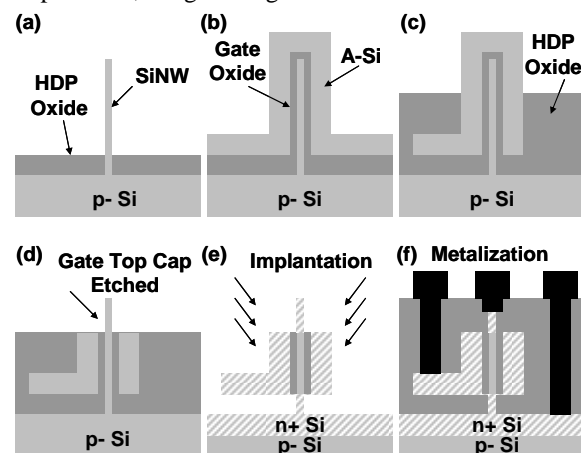 (a)
SiNW
HDP
Oxide
p- Si
(b)
Gate
Oxide
A-Si
p- Si
(c)
HDP
Oxide
p- Si
(d)
Gate Top Cap
Etched
p- Si
(e)
Implantation
n+ Si
p- Si
(f)
Metalization
n+ Si
p- Si